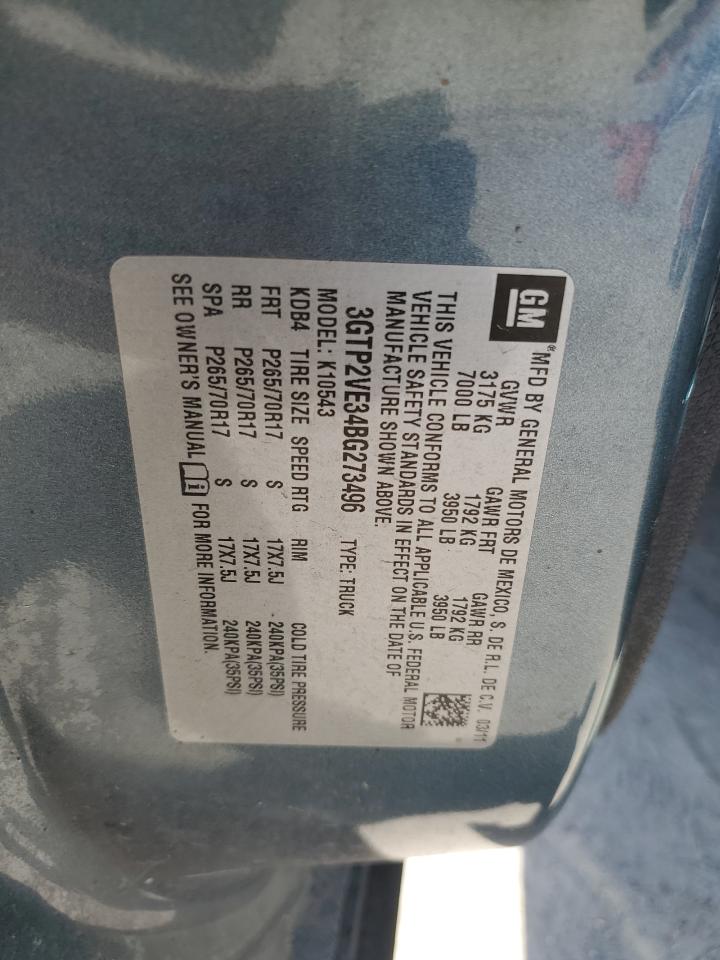 GM ® MFD BY GENERAL MOTORS DE MEXICO, S. DE R.L. DE C.V. 03/11
GVWR GAWR FRT GAWR RR
3175 KG 1792 KG 1792 KG
7000 LB 3950 LB 3950 LB
THIS VEHICLE CONFORMS TO ALL APPLICABLE U.S. FEDERAL MOTOR
VEHICLE SAFETY STANDARDS IN EFFECT ON THE DATE OF
MANUFACTURE SHOWN ABOVE.
3GTP2VE34BG273496 TYPE: TRUCK
MODEL: K10543
KDB4 TIRE SIZE SPEED RTG RIM COLD TIRE PRESSURE
FRT P265/70R17 S 17X7.5J 240KPA(35PSI)
RR P265/70R17 S 17X7.5J 240KPA(35PSI)
SPA P265/70R17 S 17X7.5J 240KPA(35PSI)
SEE OWNER'S MANUAL i FOR MORE INFORMATION.